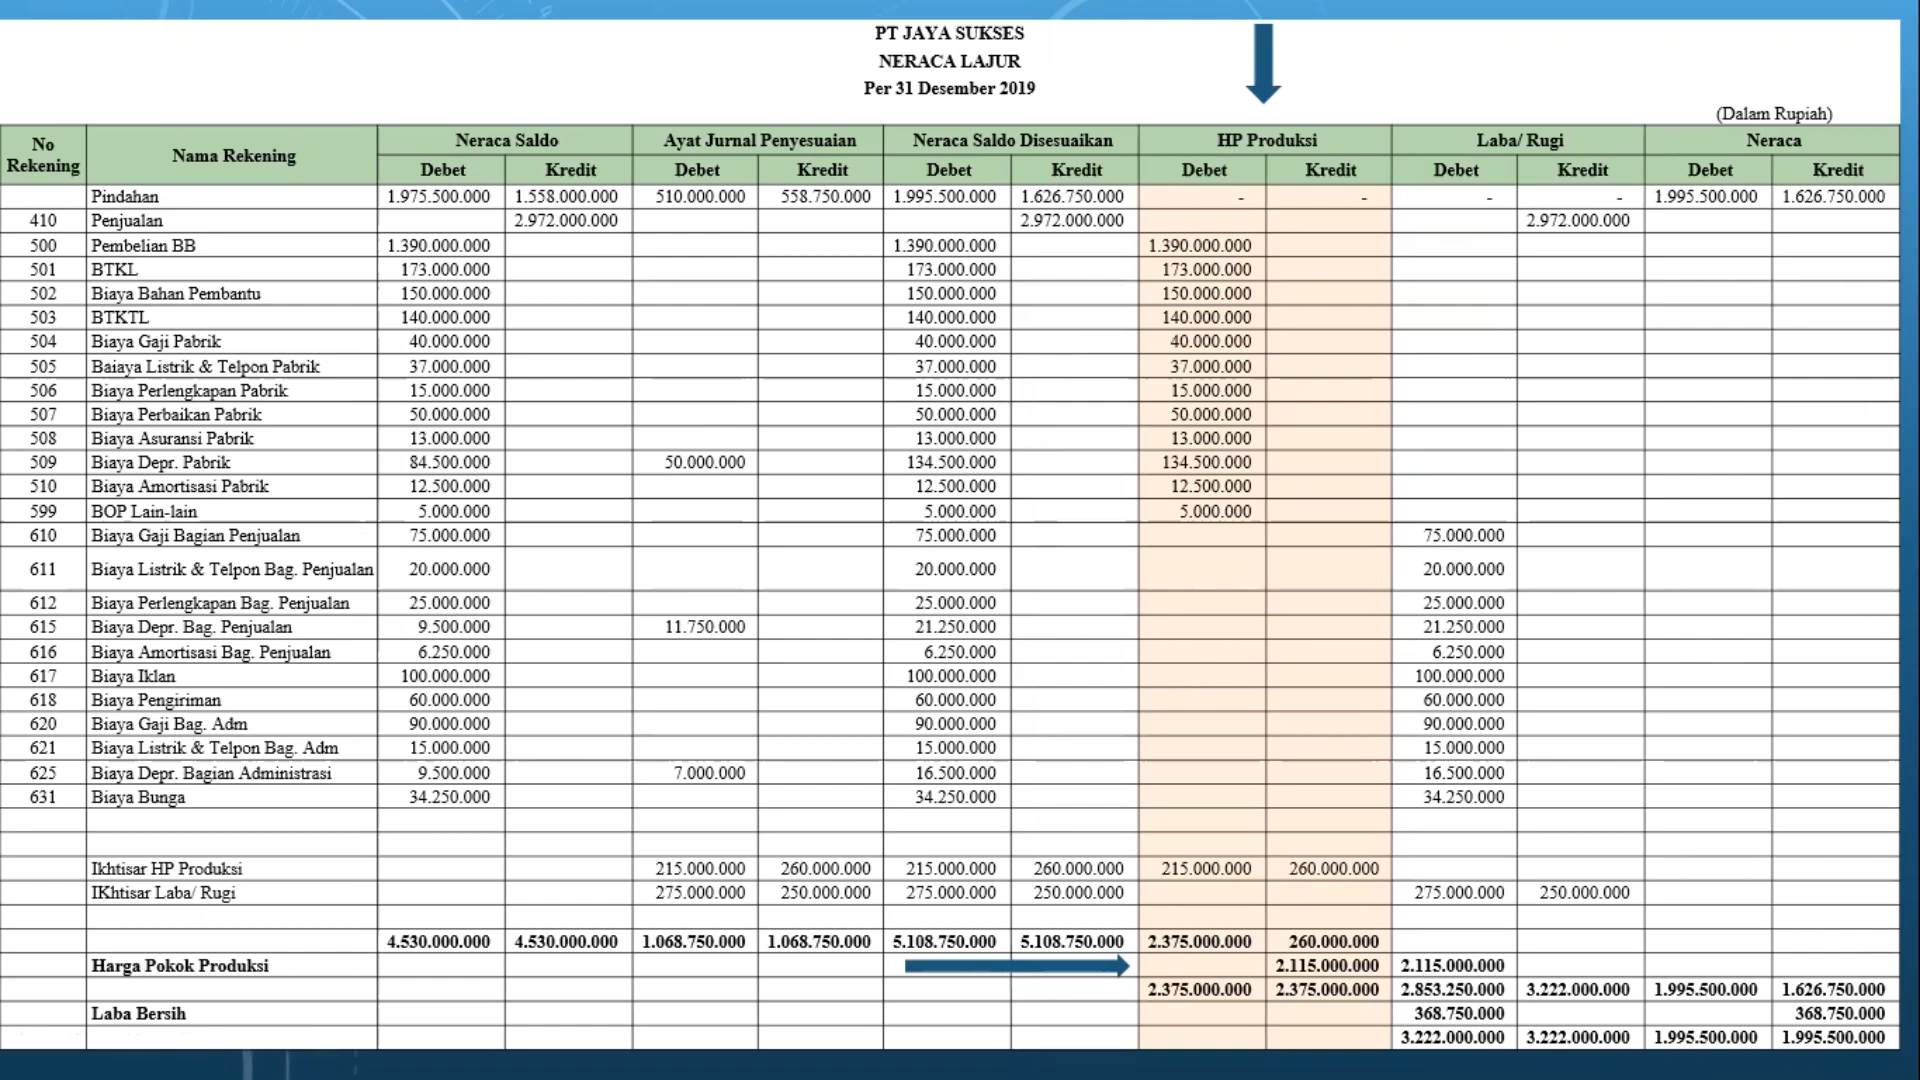 PT JAYA SUKSES
NERACA LAJUR
Per 31 Desember 2019
(Dalam Rupiah)
No Rekening Nama Rekening Neraca Saldo Ayat Jurnal Penyesuaian Neraca Saldo Disesuaikan HP Produksi Laba/ Rugi Neraca
Debet Kredit Debet Kredit Debet Kredit Debet Kredit Debet Kredit Debet Kredit
Pindahan 1.975.500.000 1.558.000.000 510.000.000 558.750.000 1.995.500.000 1.626.750.000 - - - - 1.995.500.000 1.626.750.000
410 Penjualan 2.972.000.000 2.972.000.000 2.972.000.000
500 Pembelian BB 1.390.000.000 1.390.000.000 1.390.000.000
501 BTKL 173.000.000 173.000.000 173.000.000
502 Biaya Bahan Pembantu 150.000.000 150.000.000 150.000.000
503 BTKTL 140.000.000 140.000.000 140.000.000
504 Biaya Gaji Pabrik 40.000.000 40.000.000 40.000.000
505 Baiaya Listrik & Telpon Pabrik 37.000.000 37.000.000 37.000.000
506 Biaya Perlengkapan Pabrik 15.000.000 15.000.000 15.000.000
507 Biaya Perbaikan Pabrik 50.000.000 50.000.000 50.000.000
508 Biaya Asuransi Pabrik 13.000.000 13.000.000 13.000.000
509 Biaya Depr. Pabrik 84.500.000 50.000.000 134.500.000 134.500.000
510 Biaya Amortisasi Pabrik 12.500.000 12.500.000 12.500.000
599 BOP Lain-lain 5.000.000 5.000.000 5.000.000
610 Biaya Gaji Bagian Penjualan 75.000.000 75.000.000 75.000.000
611 Biaya Listrik & Telpon Bag. Penjualan 20.000.000 20.000.000 20.000.000
612 Biaya Perlengkapan Bag. Penjualan 25.000.000 25.000.000 25.000.000
615 Biaya Depr. Bag. Penjualan 9.500.000 11.750.000 21.250.000 21.250.000
616 Biaya Amortisasi Bag. Penjualan 6.250.000 6.250.000 6.250.000
617 Biaya Iklan 100.000.000 100.000.000 100.000.000
618 Biaya Pengiriman 60.000.000 60.000.000 60.000.000
620 Biaya Gaji Bag. Adm 90.000.000 90.000.000 90.000.000
621 Biaya Listrik & Telpon Bag. Adm 15.000.000 15.000.000 15.000.000
625 Biaya Depr. Bagian Administrasi 9.500.000 7.000.000 16.500.000 16.500.000
631 Biaya Bunga 34.250.000 34.250.000 34.250.000
Ikhtisar HP Produksi 215.000.000 260.000.000 215.000.000 260.000.000 215.000.000 260.000.000
IKhtisar Laba/ Rugi 275.000.000 250.000.000 275.000.000 250.000.000 275.000.000 250.000.000
4.530.000.000 4.530.000.000 1.068.750.000 1.068.750.000 5.108.750.000 5.108.750.000 2.375.000.000 260.000.000
Harga Pokok Produksi 2.115.000.000 2.115.000.000
2.375.000.000 2.375.000.000 2.853.250.000 3.222.000.000 1.995.500.000 1.626.750.000
Laba Bersih 368.750.000 368.750.000
3.222.000.000 3.222.000.000 1.995.500.000 1.995.500.000